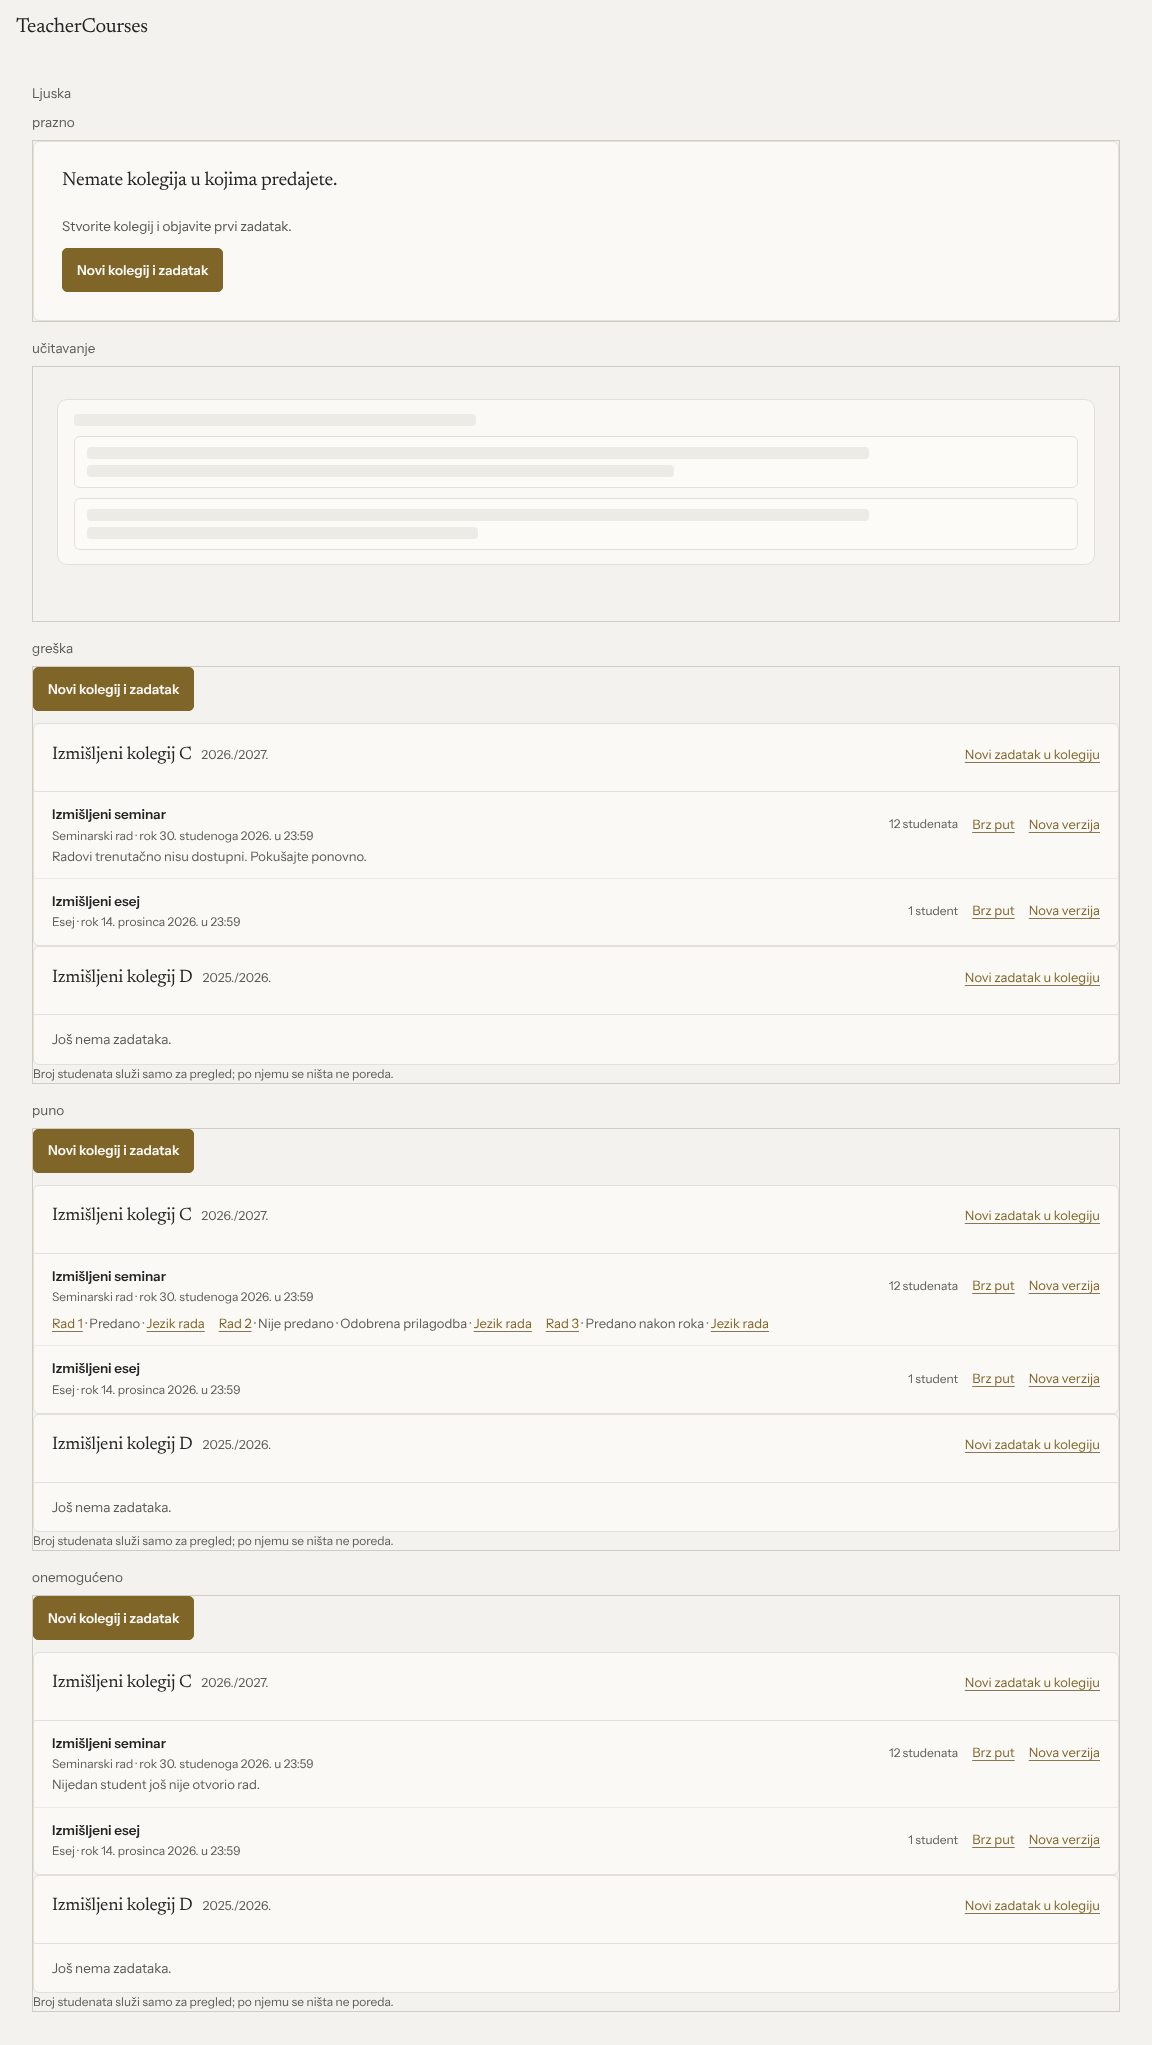 TeacherCourses
Ljuska
prazno
Nemate kolegija u kojima predajete.
Stvorite kolegij i objavite prvi zadatak.
Novi kolegij i zadatak
učitavanje
greška
Novi kolegij i zadatak
Izmišljeni kolegij C 2026./2027. Novi zadatak u kolegiju
Izmišljeni seminar
Seminarski rad · rok 30. studenoga 2026. u 23:59
12 studenata Brz put Nova verzija
Radovi trenutačno nisu dostupni. Pokušajte ponovno.
Izmišljeni esej
Esej · rok 14. prosinca 2026. u 23:59
1 student Brz put Nova verzija
Izmišljeni kolegij D 2025./2026. Novi zadatak u kolegiju
Još nema zadataka.
Broj studenata služi samo za pregled; po njemu se ništa ne poreda.
puno
Novi kolegij i zadatak
Izmišljeni kolegij C 2026./2027. Novi zadatak u kolegiju
Izmišljeni seminar
Seminarski rad · rok 30. studenoga 2026. u 23:59
12 studenata Brz put Nova verzija
Rad 1 · Predano · Jezik rada Rad 2 · Nije predano · Odobrena prilagodba · Jezik rada Rad 3 · Predano nakon roka · Jezik rada
Izmišljeni esej
Esej · rok 14. prosinca 2026. u 23:59
1 student Brz put Nova verzija
Izmišljeni kolegij D 2025./2026. Novi zadatak u kolegiju
Još nema zadataka.
Broj studenata služi samo za pregled; po njemu se ništa ne poreda.
onemogućeno
Novi kolegij i zadatak
Izmišljeni kolegij C 2026./2027. Novi zadatak u kolegiju
Izmišljeni seminar
Seminarski rad · rok 30. studenoga 2026. u 23:59
12 studenata Brz put Nova verzija
Nijedan student još nije otvorio rad.
Izmišljeni esej
Esej · rok 14. prosinca 2026. u 23:59
1 student Brz put Nova verzija
Izmišljeni kolegij D 2025./2026. Novi zadatak u kolegiju
Još nema zadataka.
Broj studenata služi samo za pregled; po njemu se ništa ne poreda.